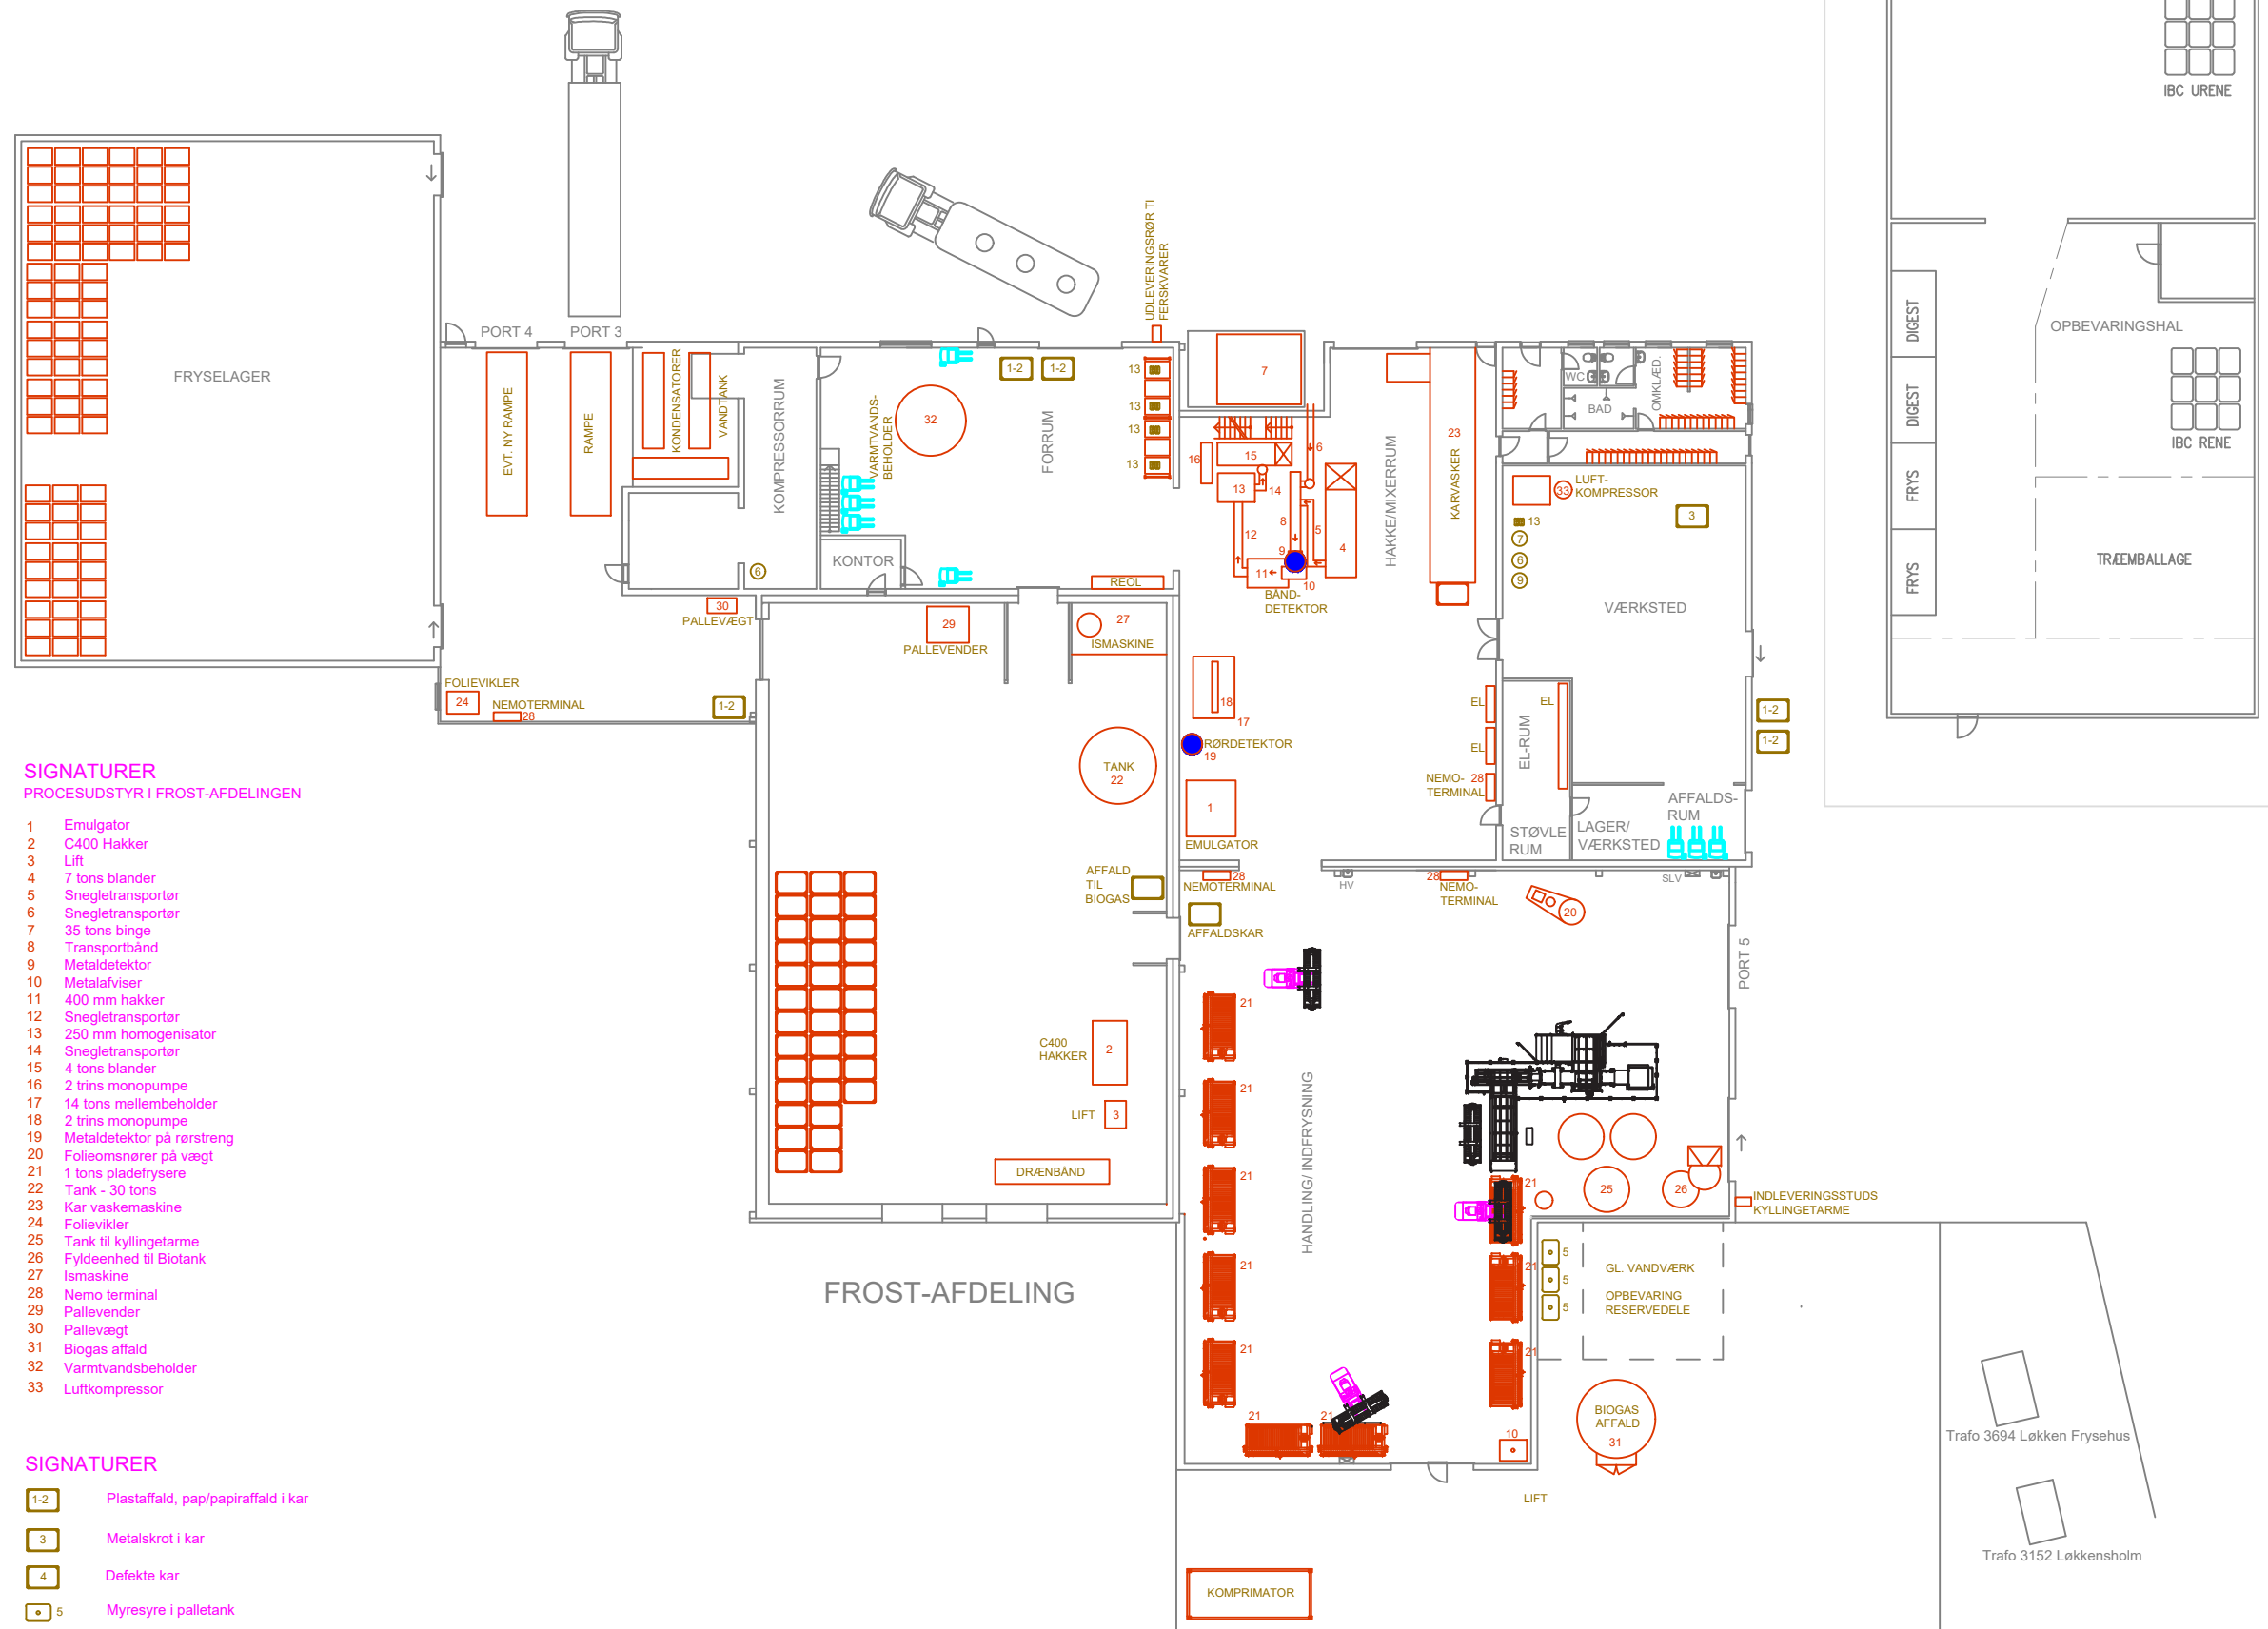 IBC URENE
UDLEVERINGSRØR TI
FERSKVARER
PORT 4
PORT 3
FRYSELAGER
EVT. NY RAMPE
RAMPE
KONDENSATORER
VANDTANK
KOMPRESSORRUM
VARMTVANDS-
BEHOLDER
32
FORRUM
1-2
1-2
13
13
13
13
7
6
16
15
13
14
8
5
12
9
4
11
10
BÅND-
DETEKTOR
HAKKE/MIXERRUM
23
KARVASKER
WC
BAD
OMKLÆD.
33
LUFT-
KOMPRESSOR
3
13
7
6
9
VÆRKSTED
DIGEST
DIGEST
FRYS
FRYS
OPBEVARINGSHAL
IBC RENE
TRÆEMBALLAGE
KONTOR
6
REOL
30
PALLEVÆGT
29
PALLEVENDER
27
ISMASKINE
FOLIEVIKLER
24
NEMOTERMINAL
28
1-2
18
17
RØRDETEKTOR
19
TANK
22
1
EMULGATOR
EL
EL
EL
EL-RUM
NEMO-
TERMINAL
28
STØVLE
RUM
LAGER/
VÆRKSTED
AFFALDS-
RUM
1-2
1-2
AFFALD
TIL
BIOGAS
NEMOTERMINAL
28
AFFALDSKAR
HV
28
NEMO-
TERMINAL
SLV
20
PORT 5
C400
HAKKER
2
LIFT
3
DRÆNBÅND
HANDLING/ INDFRYSNING
21
21
21
21
21
21
21
21
21
21
25
26
INDLEVERINGSSTUDS
KYLLINGETARME
5
5
5
GL. VANDVÆRK
OPBEVARING
RESERVEDELE
BIOGAS
AFFALD
31
10
LIFT
KOMPRIMATOR
Trafo 3694 Løkken Frysehus
Trafo 3152 Løkkensholm
FROST-AFDELING
SIGNATURER
PROCESUDSTYR I FROST-AFDELINGEN
1 Emulgator
2 C400 Hakker
3 Lift
4 7 tons blander
5 Snegletransportør
6 Snegletransportør
7 35 tons binge
8 Transportbånd
9 Metaldetektor
10 Metalafviser
11 400 mm hakker
12 Snegletransportør
13 250 mm homogenisator
14 Snegletransportør
15 4 tons blander
16 2 trins monopumpe
17 14 tons mellembeholder
18 2 trins monopumpe
19 Metaldetektor på rørstreng
20 Folieomsnører på vægt
21 1 tons pladefrysere
22 Tank - 30 tons
23 Kar vaskemaskine
24 Folievikler
25 Tank til kyllingetarme
26 Fyldeenhed til Biotank
27 Ismaskine
28 Nemo terminal
29 Pallevender
30 Pallevægt
31 Biogas affald
32 Varmtvandsbeholder
33 Luftkompressor
SIGNATURER
1-2 Plastaffald, pap/papiraffald i kar
3 Metalskrot i kar
4 Defekte kar
5 Myresyre i palletank